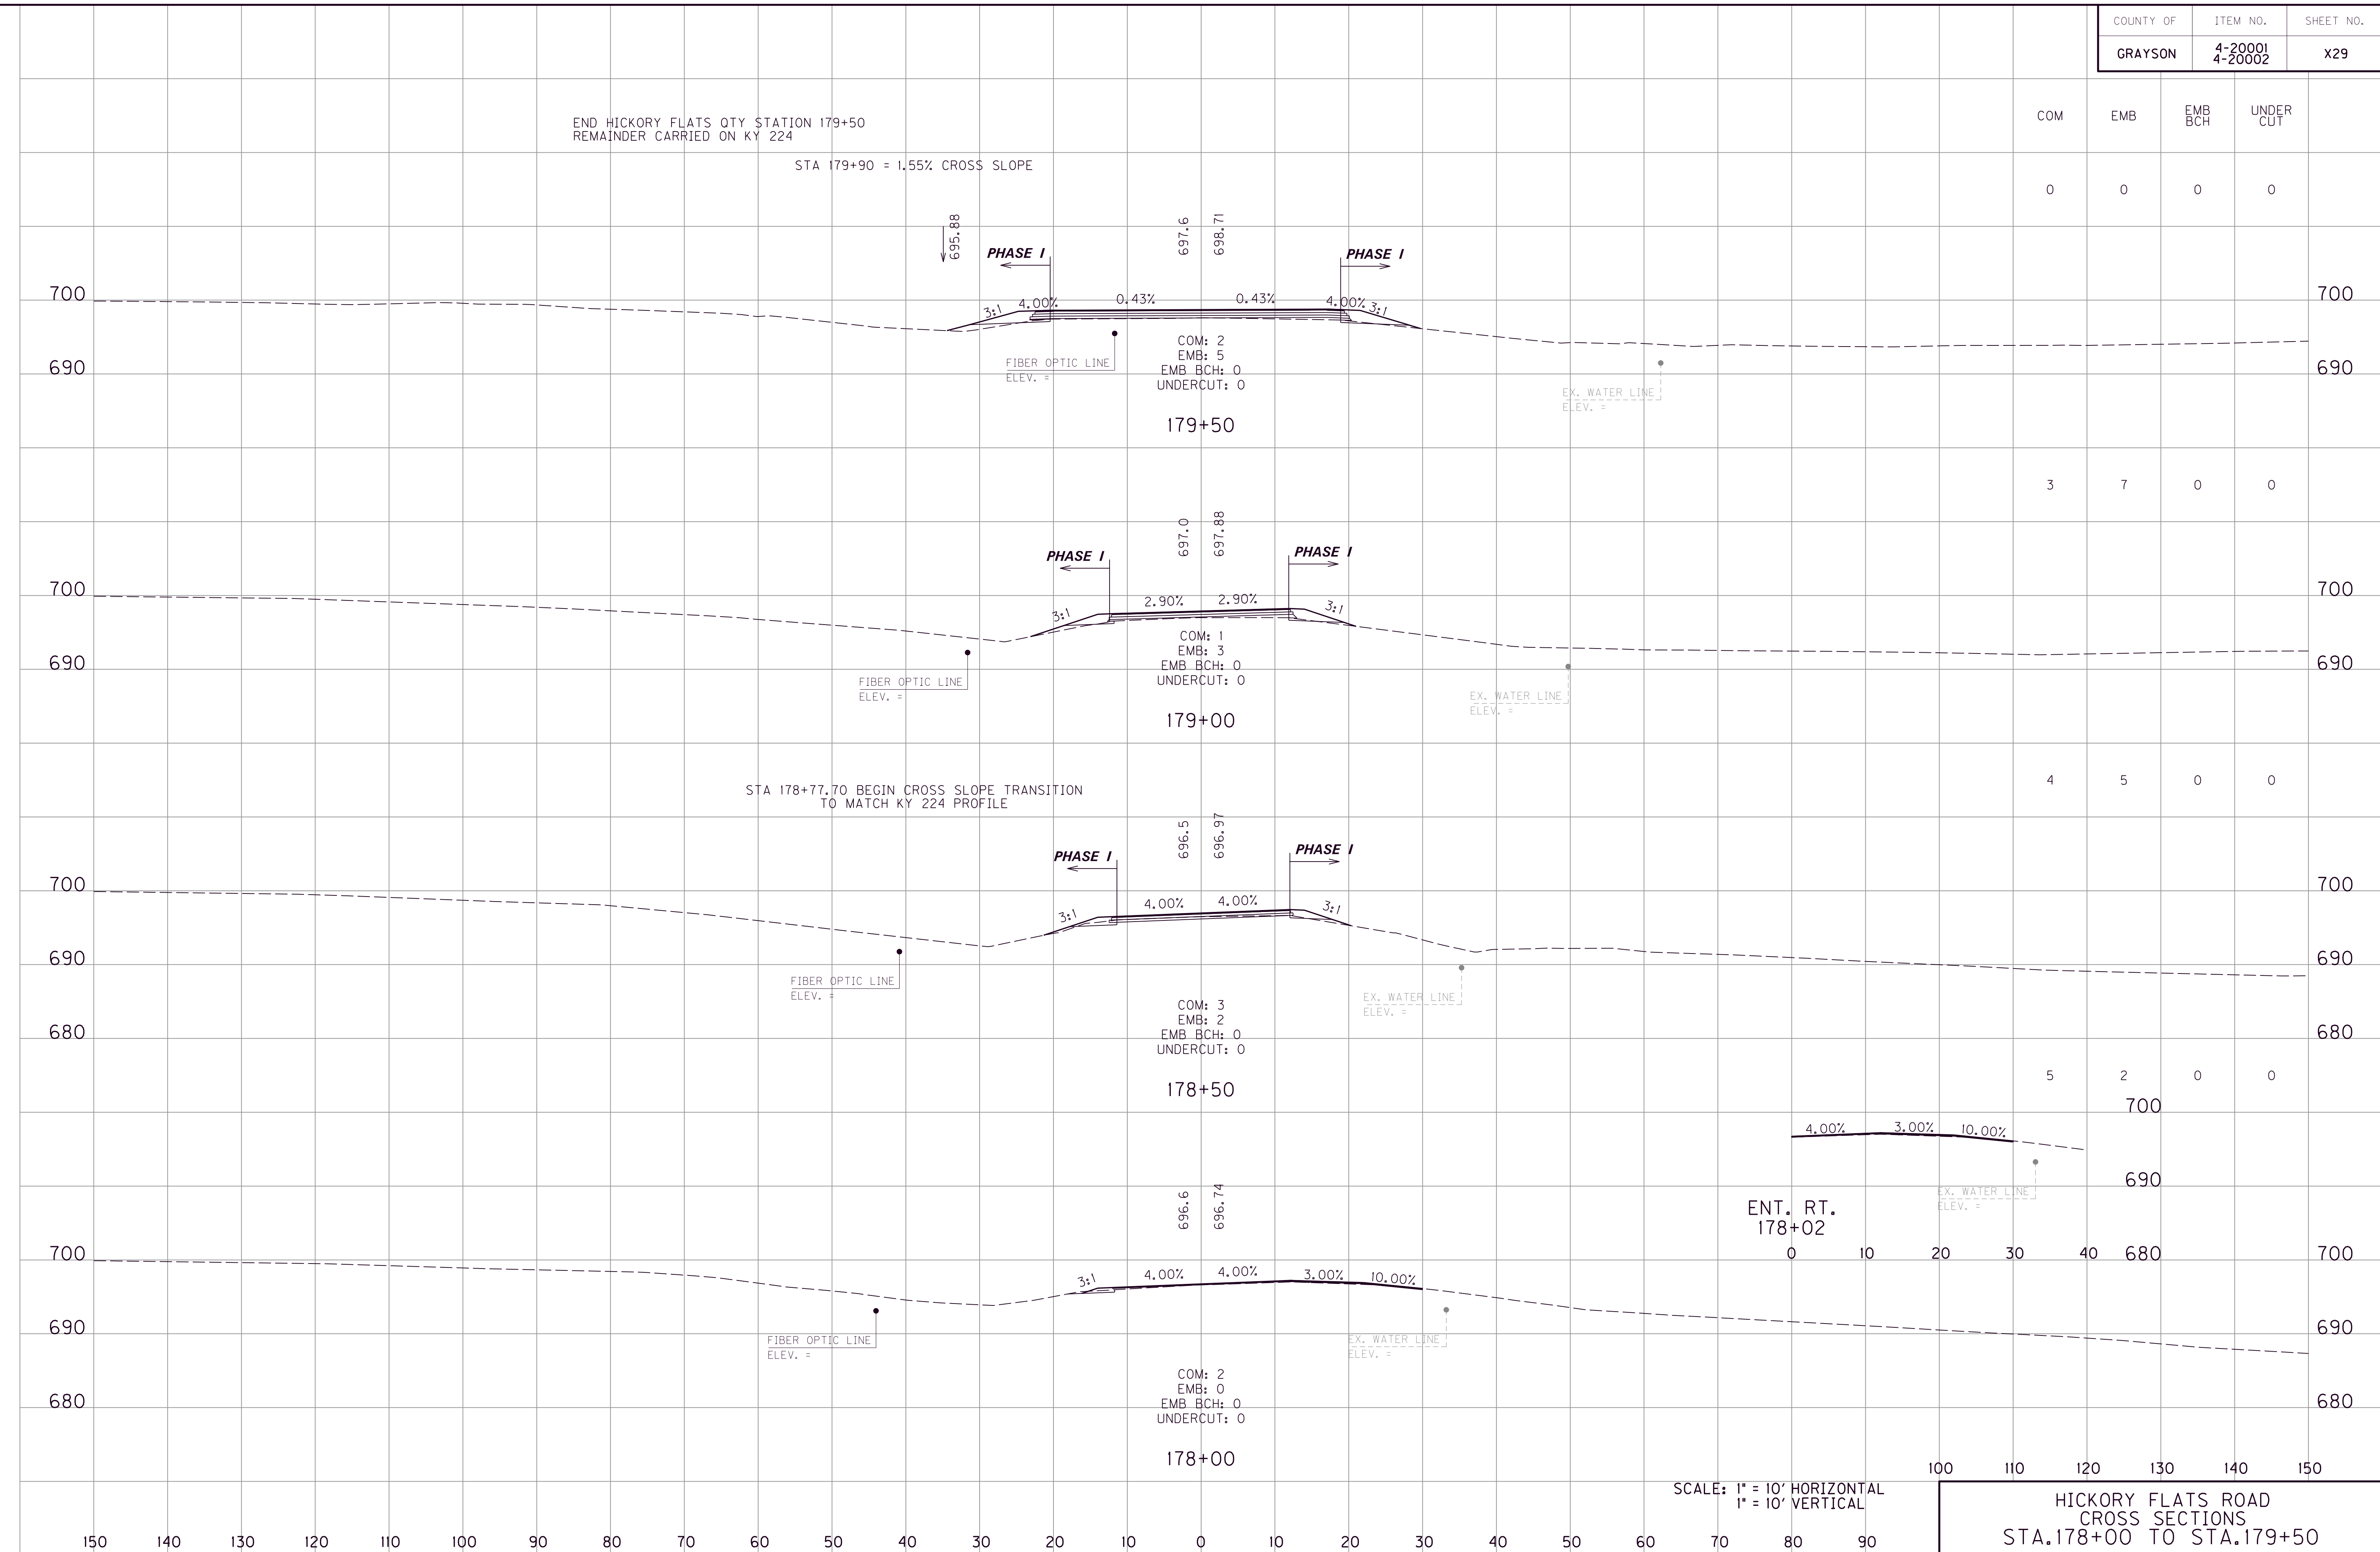 COUNTY OF ITEM NO. SHEET NO.
GRAYSON 4-20001 4-20002 X29
COM EMB EMB BCH UNDER CUT
END HICKORY FLATS QTY STATION 179+50
REMAINDER CARRIED ON KY 224
STA 179+90 = 1.55% CROSS SLOPE
0 0 0 0
695.88 697.6 698.71
PHASE I PHASE I
700 3:1 4.00% 0.43% 0.43% 4.00% 3:1 700
COM: 2
EMB: 5
FIBER OPTIC LINE
ELEV. =
690 EMB BCH: 0 690
UNDERCUT: 0
EX. WATER LINE
ELEV. =
179+50
3 7 0 0
697.0 697.88
PHASE I PHASE I
700 3:1 2.90% 2.90% 3:1 700
COM: 1
EMB: 3
690 EMB BCH: 0 690
UNDERCUT: 0
FIBER OPTIC LINE
ELEV. =
EX. WATER LINE
ELEV. =
179+00
4 5 0 0
STA 178+77.70 BEGIN CROSS SLOPE TRANSITION
TO MATCH KY 224 PROFILE
696.5 696.97
PHASE I PHASE I
700 3:1 4.00% 4.00% 3:1 700
690 690
FIBER OPTIC LINE
ELEV. =
EX. WATER LINE
ELEV. =
COM: 3
EMB: 2
680 EMB BCH: 0 680
UNDERCUT: 0
178+50
5 2 0 0
700
4.00% 3.00% 10.00%
690
EX. WATER LINE
ELEV. =
ENT. RT.
178+02
0 10 20 30 40 680
696.6 696.74
700 3:1 4.00% 4.00% 3.00% 10.00% 700
690 690
FIBER OPTIC LINE
ELEV. =
EX. WATER LINE
ELEV. =
COM: 2
EMB: 0
680 EMB BCH: 0 680
UNDERCUT: 0
178+00
100 110 120 130 140 150
SCALE: 1" = 10' HORIZONTAL
1" = 10' VERTICAL
HICKORY FLATS ROAD
CROSS SECTIONS
STA.178+00 TO STA.179+50
150 140 130 120 110 100 90 80 70 60 50 40 30 20 10 0 10 20 30 40 50 60 70 80 90